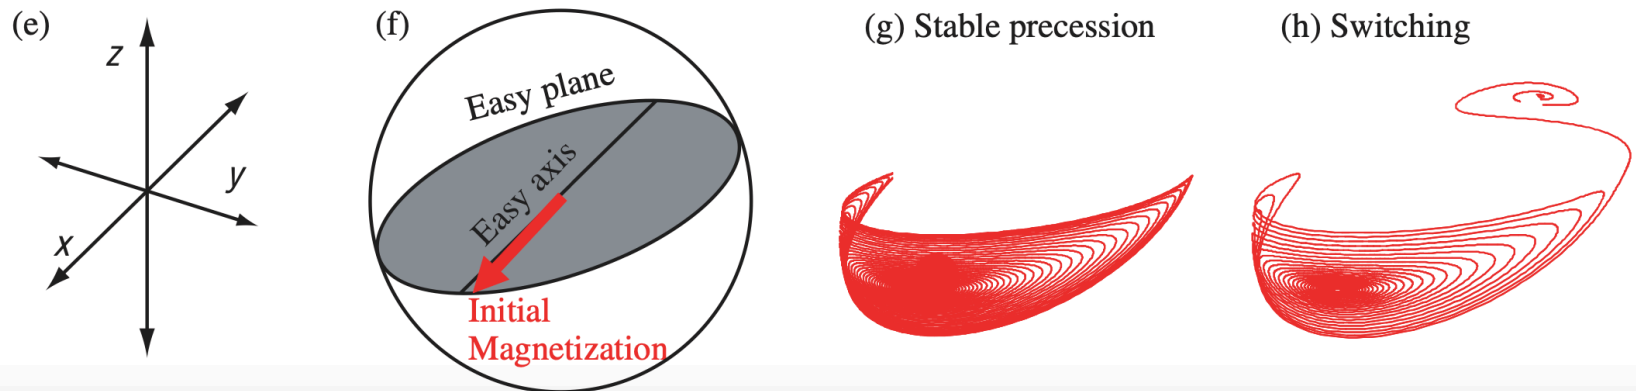 (e)
z
y
x
(f)
Easy plane
Easy axis
Initial
Magnetization
(g) Stable precession
(h) Switching